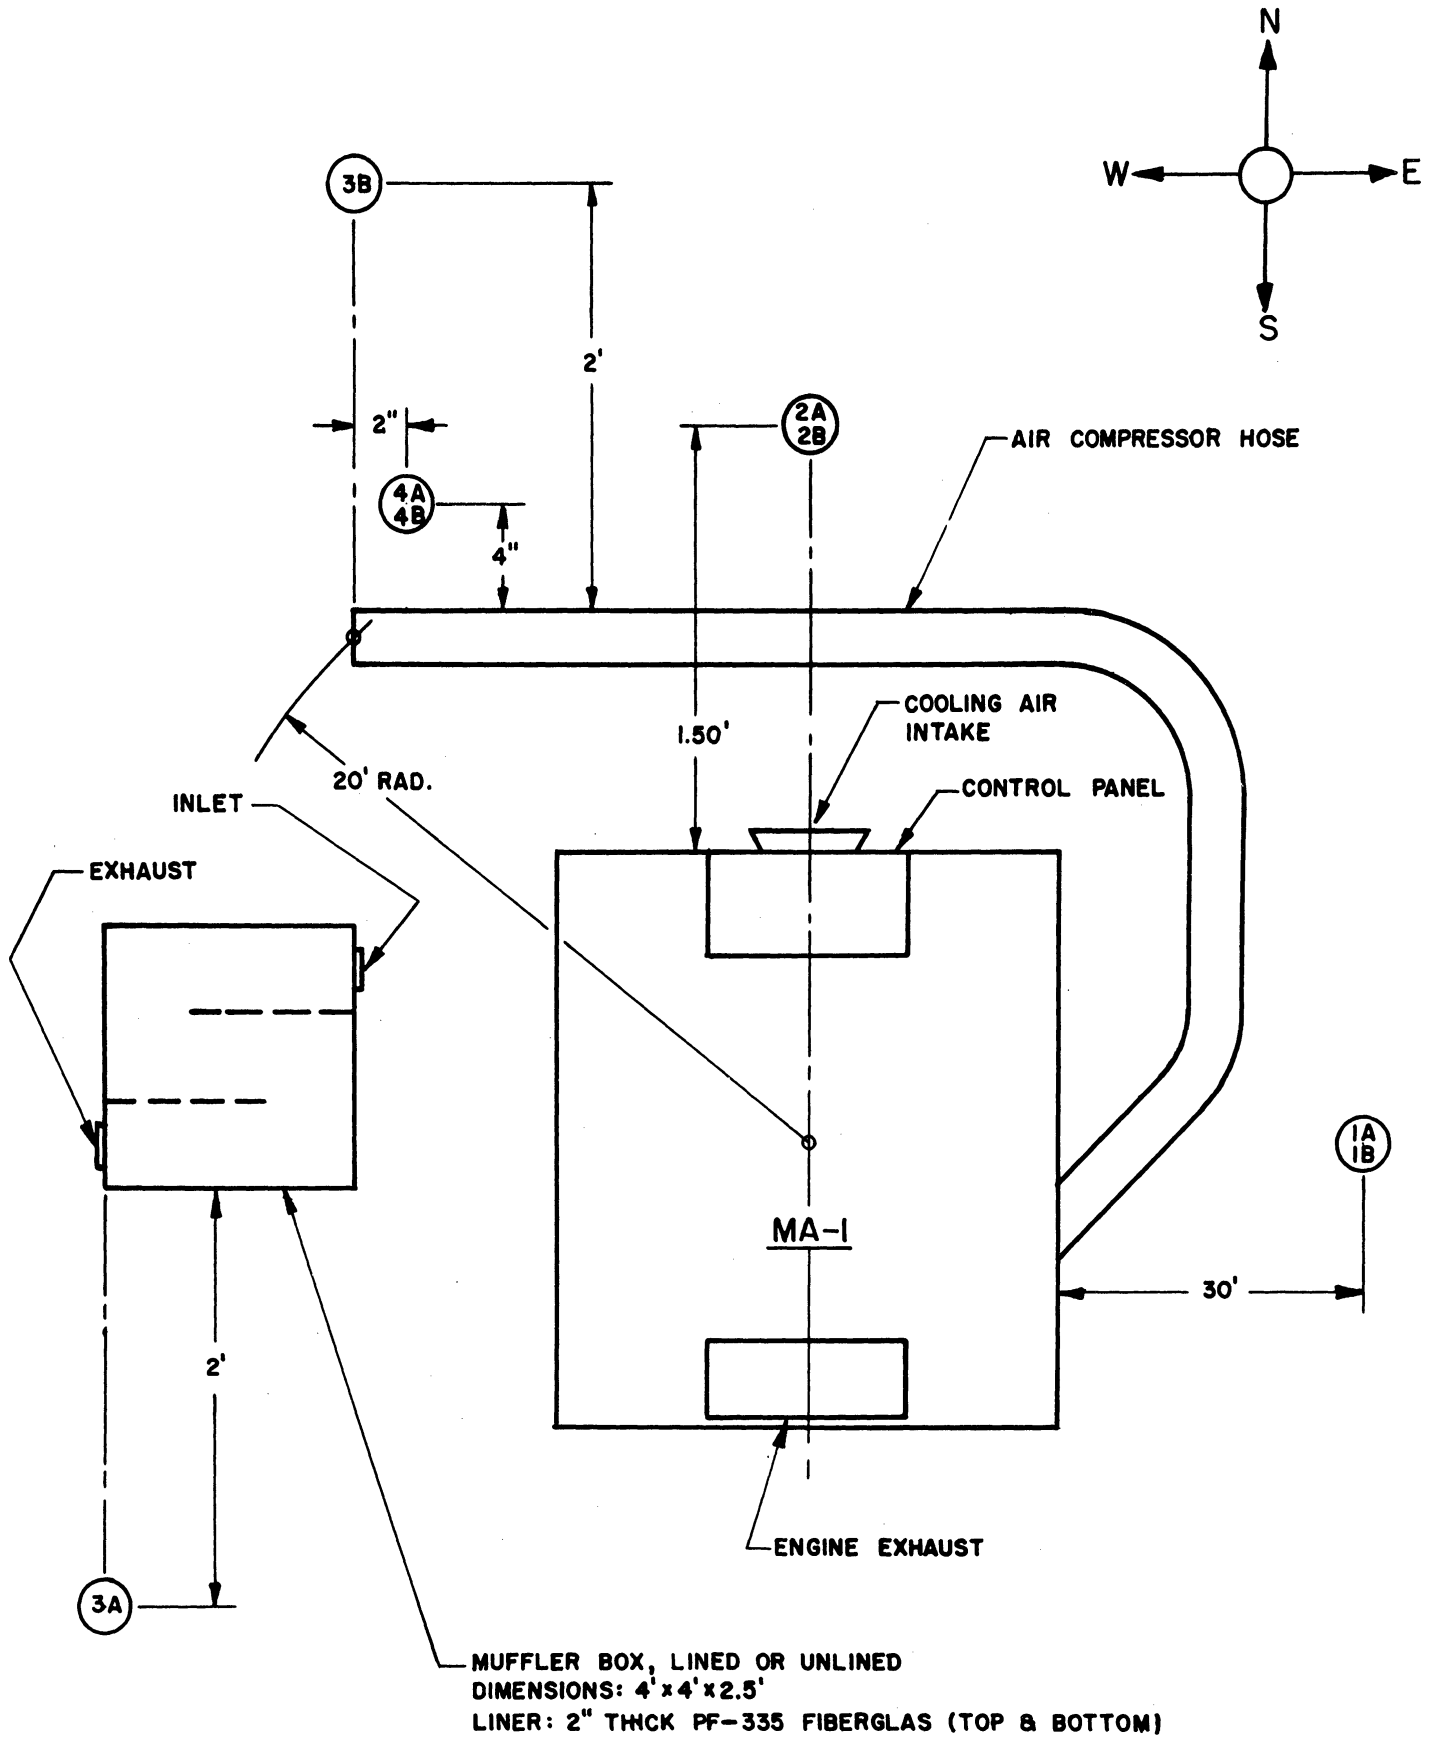 N
W
E
S
3B
2'
2"
2A
2B
AIR COMPRESSOR HOSE
4A
4B
4"
COOLING AIR
INTAKE
1.50'
20' RAD.
CONTROL PANEL
INLET
EXHAUST
1A
1B
MA-1
30'
2'
ENGINE EXHAUST
3A
MUFFLER BOX, LINED OR UNLINED
DIMENSIONS: 4'x4'x2.5'
LINER: 2" THICK PF-335 FIBERGLAS (TOP & BOTTOM)